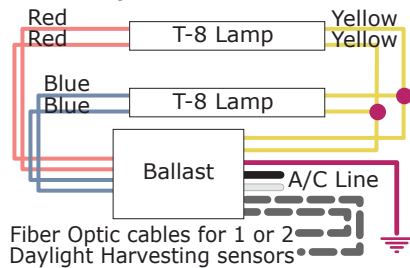 Red
Yellow
Red
T-8 Lamp
Yellow
Blue
Blue
T-8 Lamp
Ballast
A/C Line
Fiber Optic cables for 1 or 2
Daylight Harvesting sensors